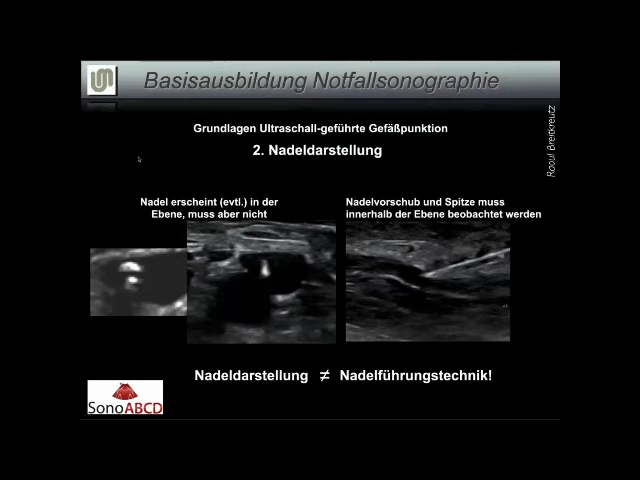 Basisausbildung Notfallsonographie
Raoul Breitkreutz
Grundlagen Ultraschall-geführte Gefäßpunktion
2. Nadeldarstellung
Nadel erscheint (evtl.) in der
Ebene, muss aber nicht
Nadelvorschub und Spitze muss
innerhalb der Ebene beobachtet werden
Nadeldarstellung ≠ Nadelführungstechnik!
SonoABCD